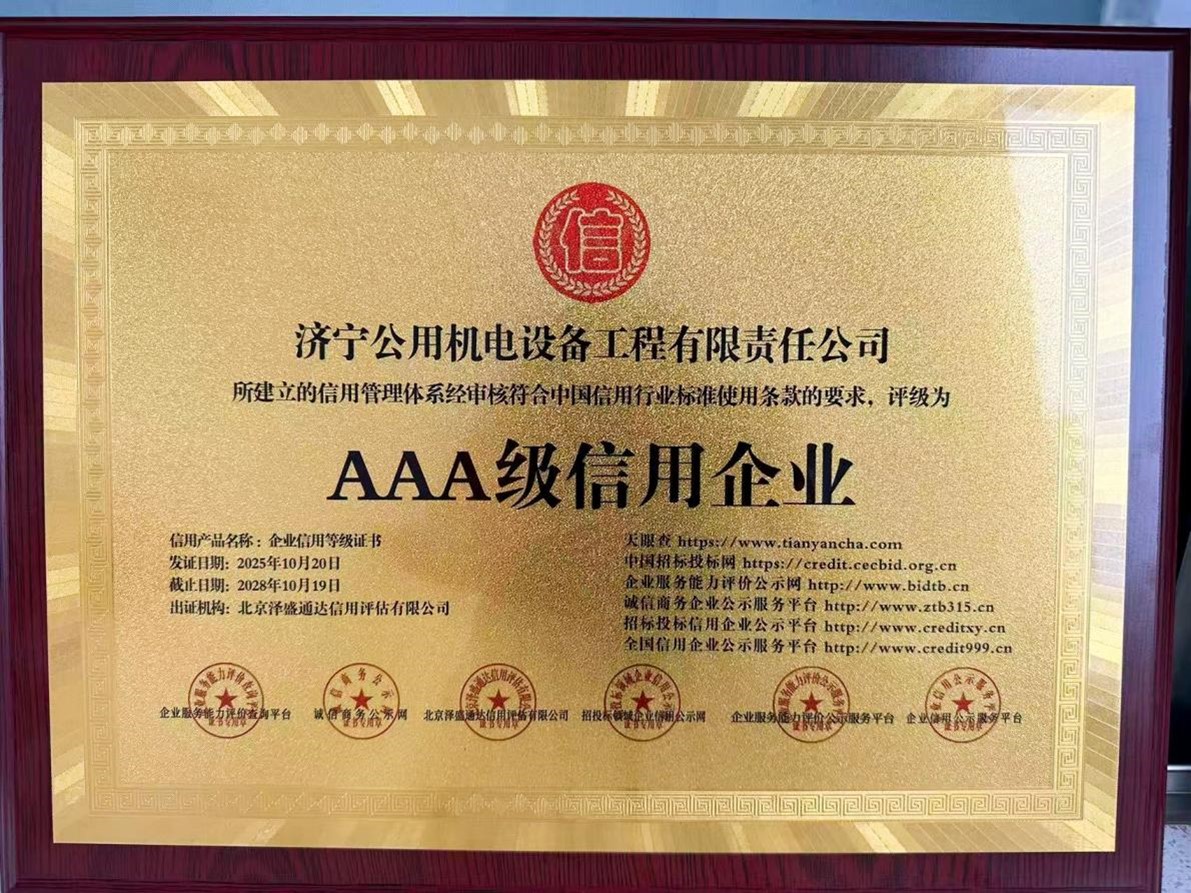 信
济宁公用机电设备工程有限责任公司
所建立的信用管理体系经审核符合中国信用行业标准使用条款的要求，评级为
AAA级信用企业
信用产品名称：企业信用等级证书
发证日期：2025年10月20日
截止日期：2028年10月19日
出证机构：北京泽盛通达信用评估有限公司
天眼查 https://www.tianyancha.com
中国招标投标网 https://credit.cecbid.org.cn
企业服务能力评价公示网 http://www.bidtb.cn
诚信商务企业公示服务平台 http://www.ztb315.cn
招标投标信用企业公示平台 http://www.creditxy.cn
全国信用企业公示服务平台 http://www.credit999.cn
企业服务能力评价查询平台
诚信商务公示网
北京泽盛通达信用评估有限公司
招投标领域企业信用公示网
企业服务能力评价公示服务平台
企业信用公示服务平台